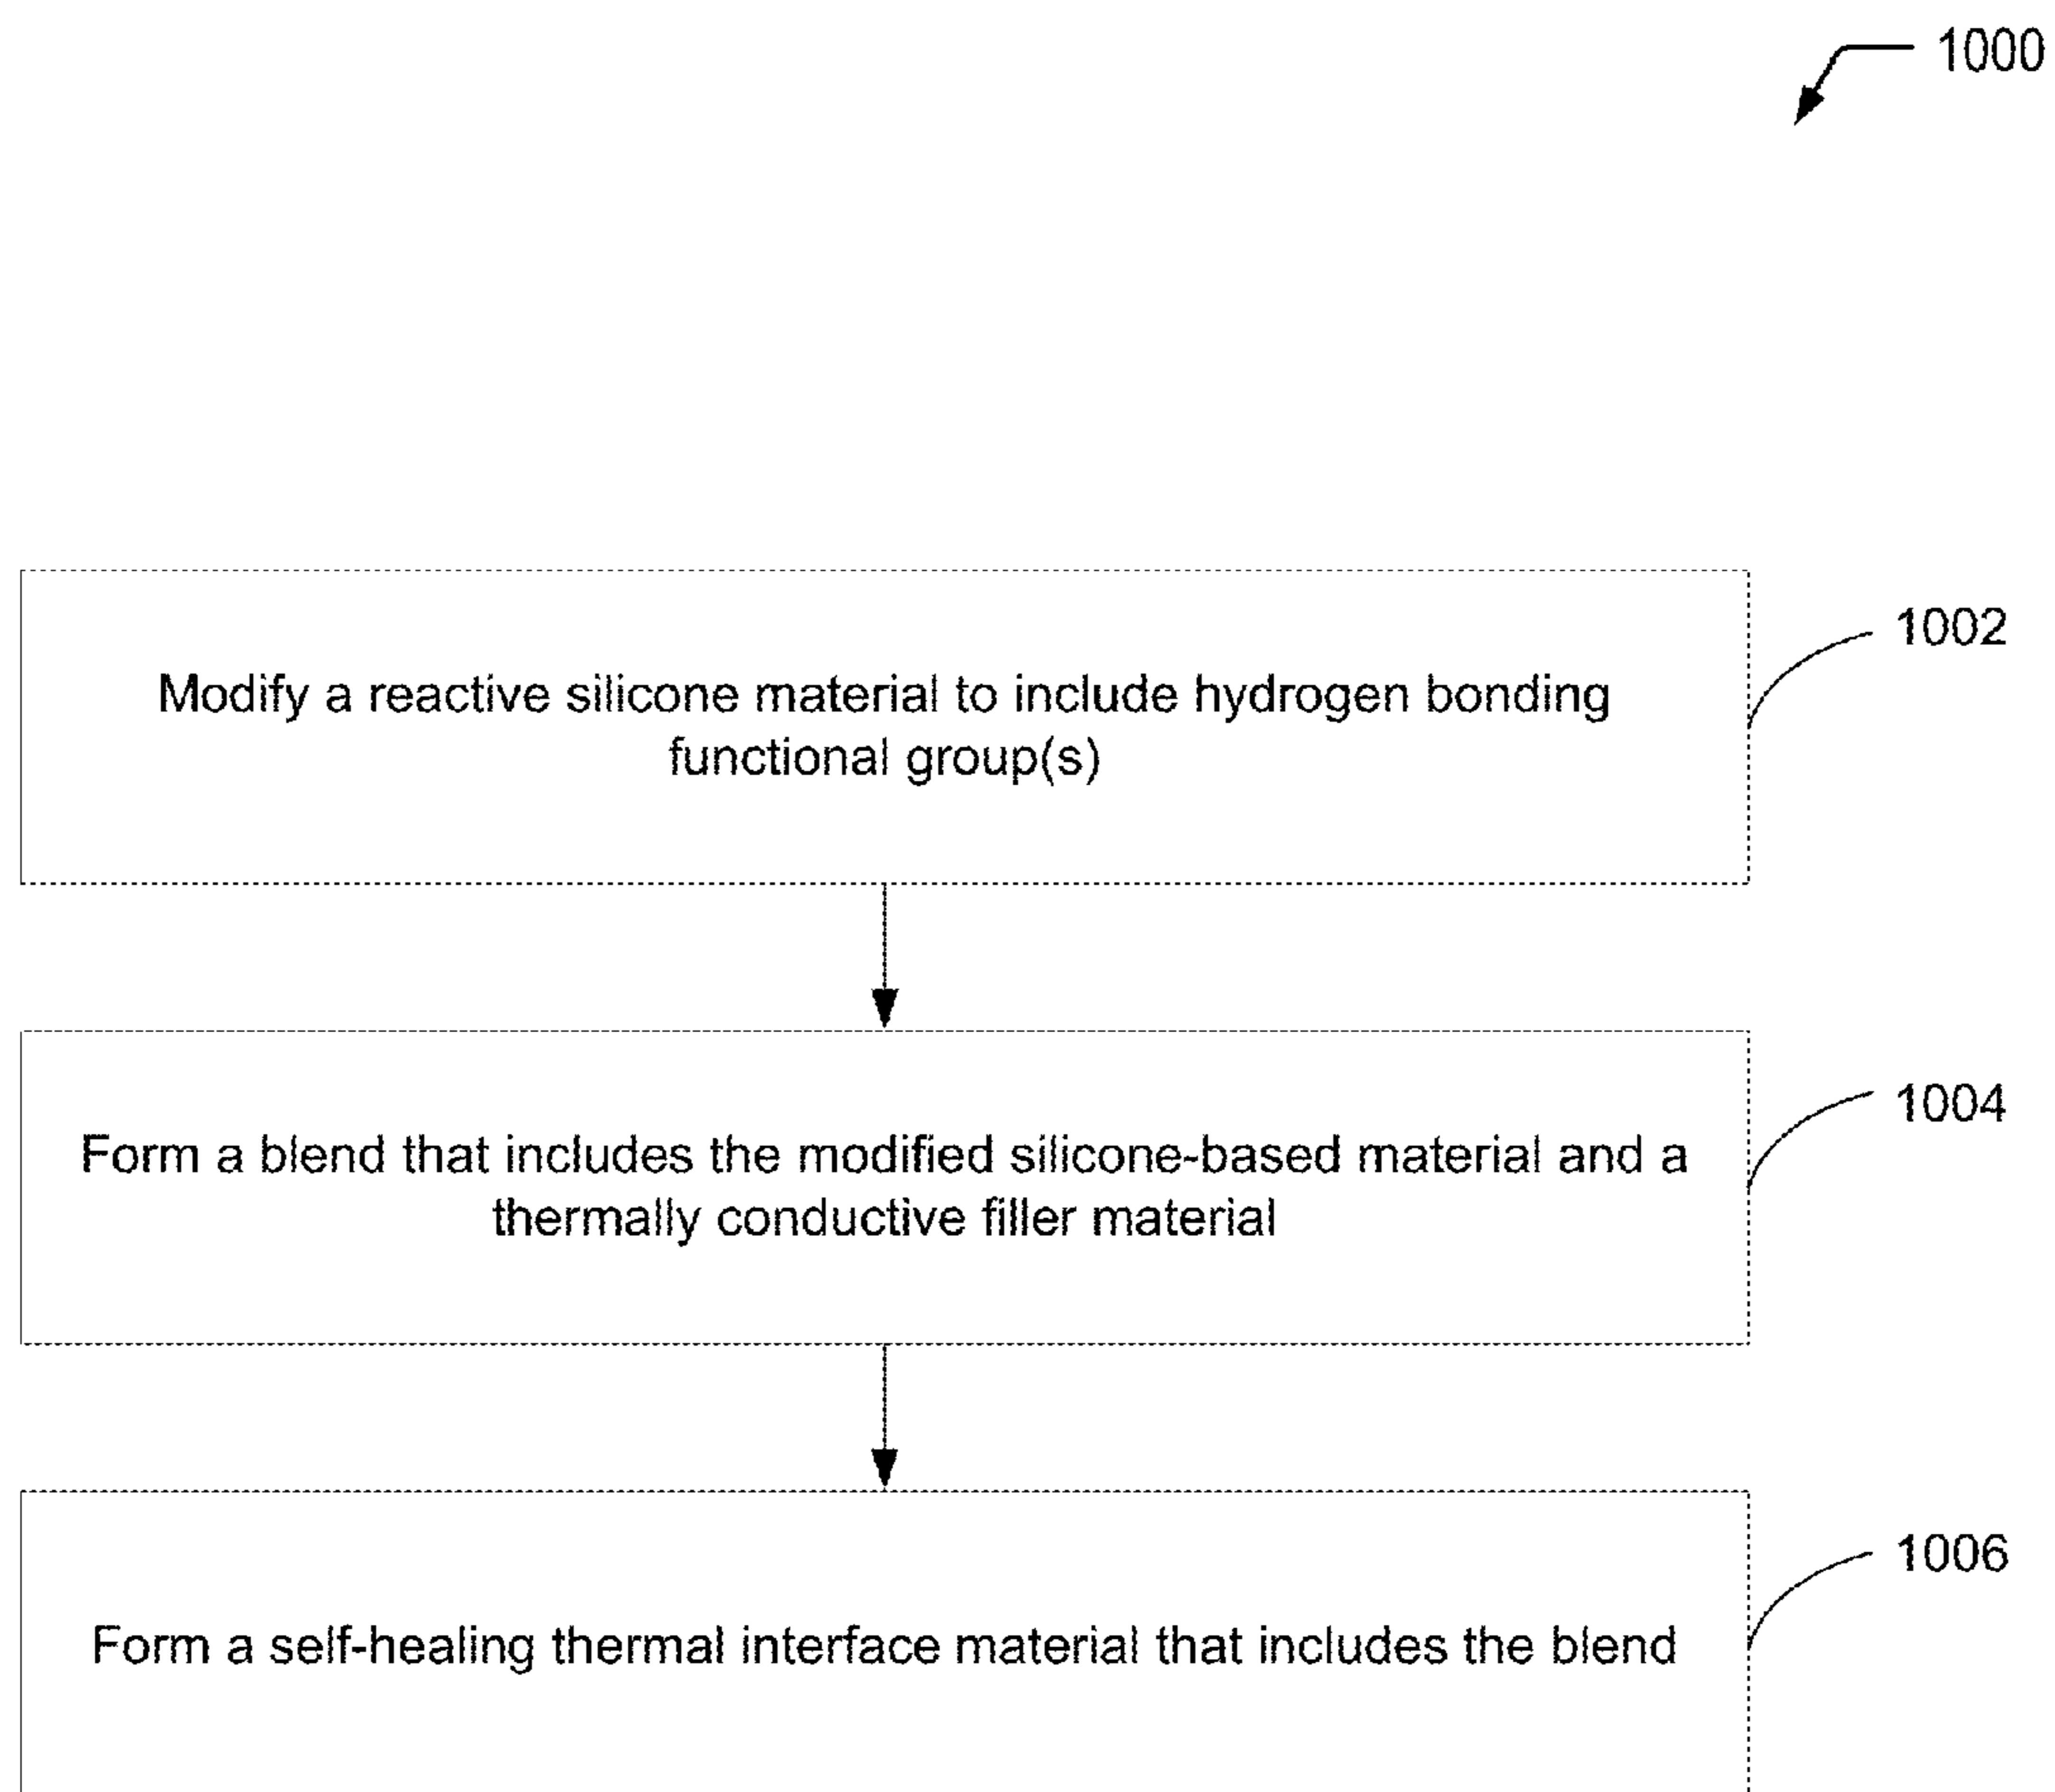 1000
Modify a reactive silicone material to include hydrogen bonding
functional group(s)
1002
Form a blend that includes the modified silicone-based material and a
thermally conductive filler material
1004
Form a self-healing thermal interface material that includes the blend
1006